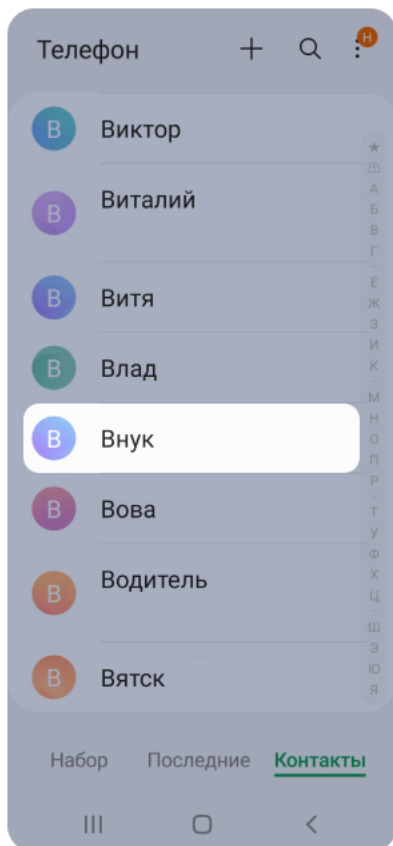 Телефон
Н
В Виктор
В Виталий
В Витя
В Влад
В Внук
В Вова
В Водитель
В Вятск
А
Б
В
Г
Е
Ж
З
И
К
М
Н
О
П
Р
Т
У
Ф
Х
Ц
Ш
Э
Ю
Я
Набор Последние Контакты